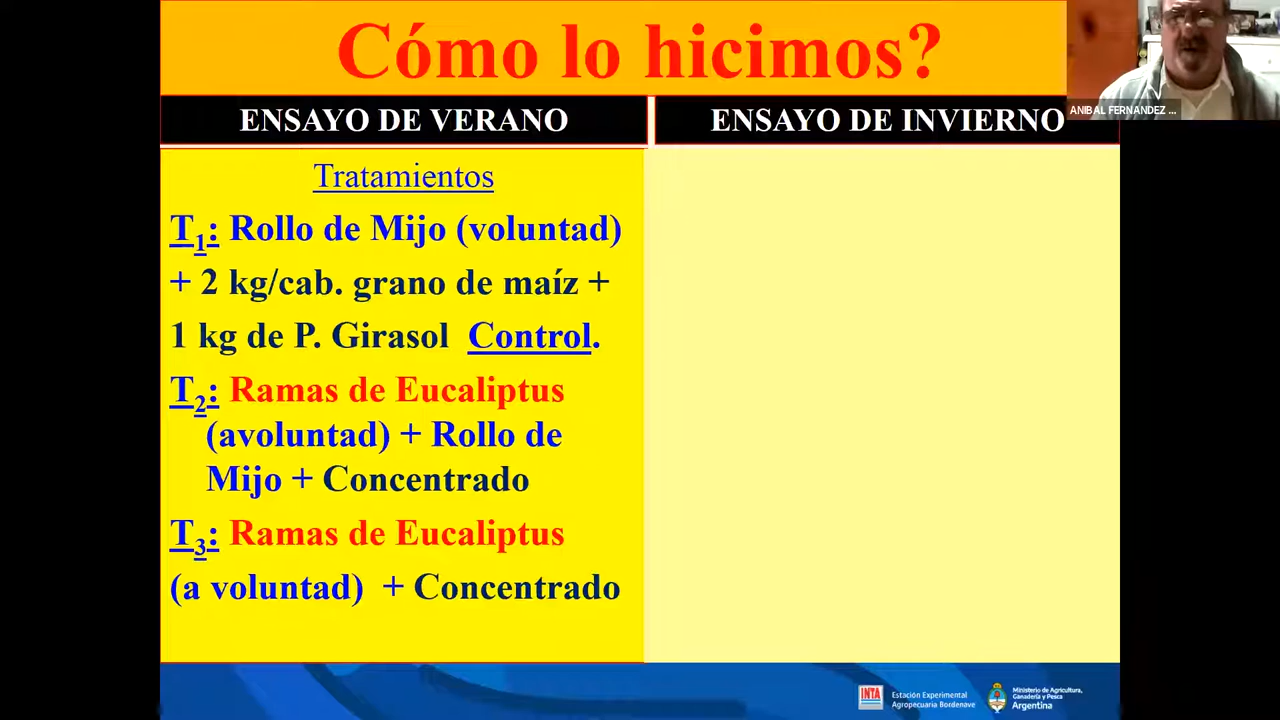 Cómo lo hicimos?
ENSAYO DE VERANO
ENSAYO DE INVIERNO
ANIBAL FERNANDEZ ...
Tratamientos
T1: Rollo de Mijo (voluntad)
+ 2 kg/cab. grano de maíz +
1 kg de P. Girasol Control.
T2: Ramas de Eucaliptus
(avoluntad) + Rollo de
Mijo + Concentrado
T3: Ramas de Eucaliptus
(a voluntad) + Concentrado
INTA
Estación Experimental
Agropecuaria Bordenave
Ministerio de Agricultura,
Ganadería y Pesca
Argentina